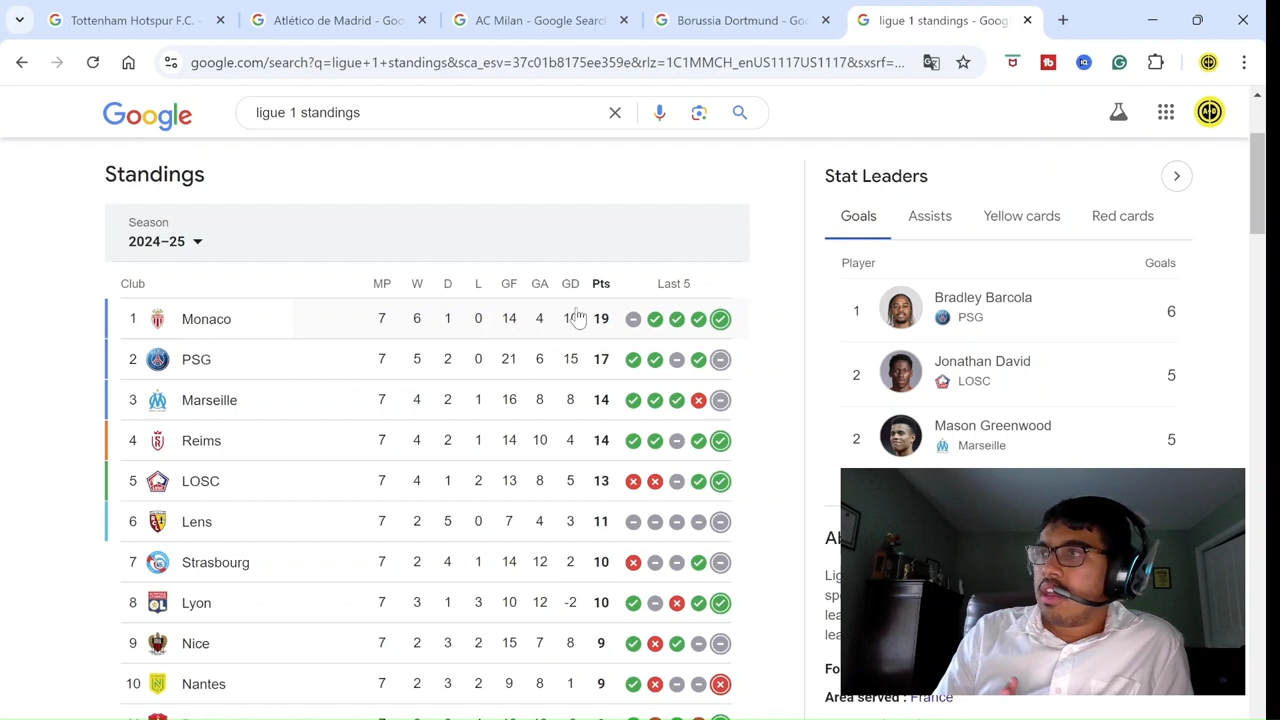 Tottenham Hotspur F.C. -
Atlético de Madrid - Goo
AC Milan - Google Searc
Borussia Dortmund - Goo
ligue 1 standings - Goog
google.com/search?q=ligue+1+standings&sca_esv=37c01b8175ee359e&rlz=1C1MMCH_enUS1117US1117&sxsrf=...
Google
ligue 1 standings
Standings
Season
2024–25
Club MP W D L GF GA GD Pts Last 5
1 Monaco 7 6 1 0 14 4 19
2 PSG 7 5 2 0 21 6 15 17
3 Marseille 7 4 2 1 16 8 8 14
4 Reims 7 4 2 1 14 10 4 14
5 LOSC 7 4 1 2 13 8 5 13
6 Lens 7 2 5 0 7 4 3 11
7 Strasbourg 7 2 4 1 14 12 2 10
8 Lyon 7 3 1 3 10 12 -2 10
9 Nice 7 2 3 2 15 7 8 9
10 Nantes 7 2 3 2 9 8 1 9
Stat Leaders
Goals Assists Yellow cards Red cards
Player Goals
1 Bradley Barcola 6
PSG
2 Jonathan David 5
LOSC
2 Mason Greenwood 5
Marseille
Area served : France